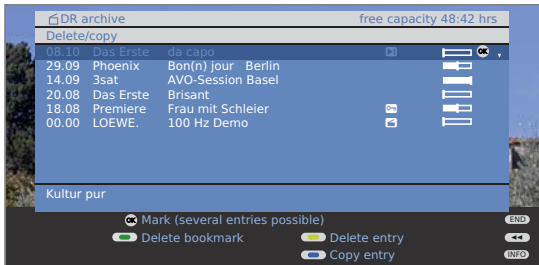 DR archive free capacity 48:42 hrs
Delete/copy
08.10 Das Erste da capo OK
29.09 Phoenix Bon(n) jour Berlin
14.09 3sat AVO-Session Basel
20.08 Das Erste Brisant
18.08 Premiere Frau mit Schleier
00.00 LOEWE. 100 Hz Demo
Kultur pur
OK Mark (several entries possible) END
Delete bookmark Delete entry
Copy entry INFO